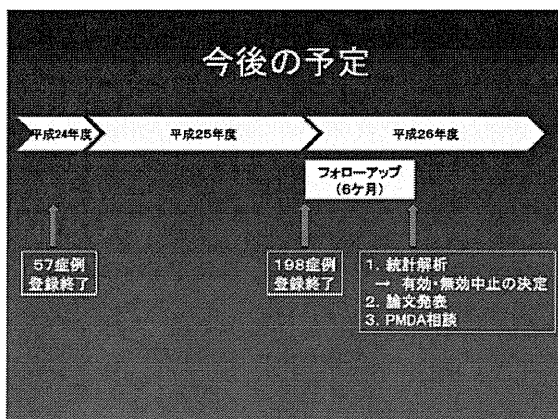 今後の予定
平成24年度
平成25年度
平成26年度
フォローアップ
(6ケ月)
57症例
登録終了
198症例
登録終了
1. 統計解析
→ 有効・無効中止の決定
2. 論文発表
3. PMDA相談